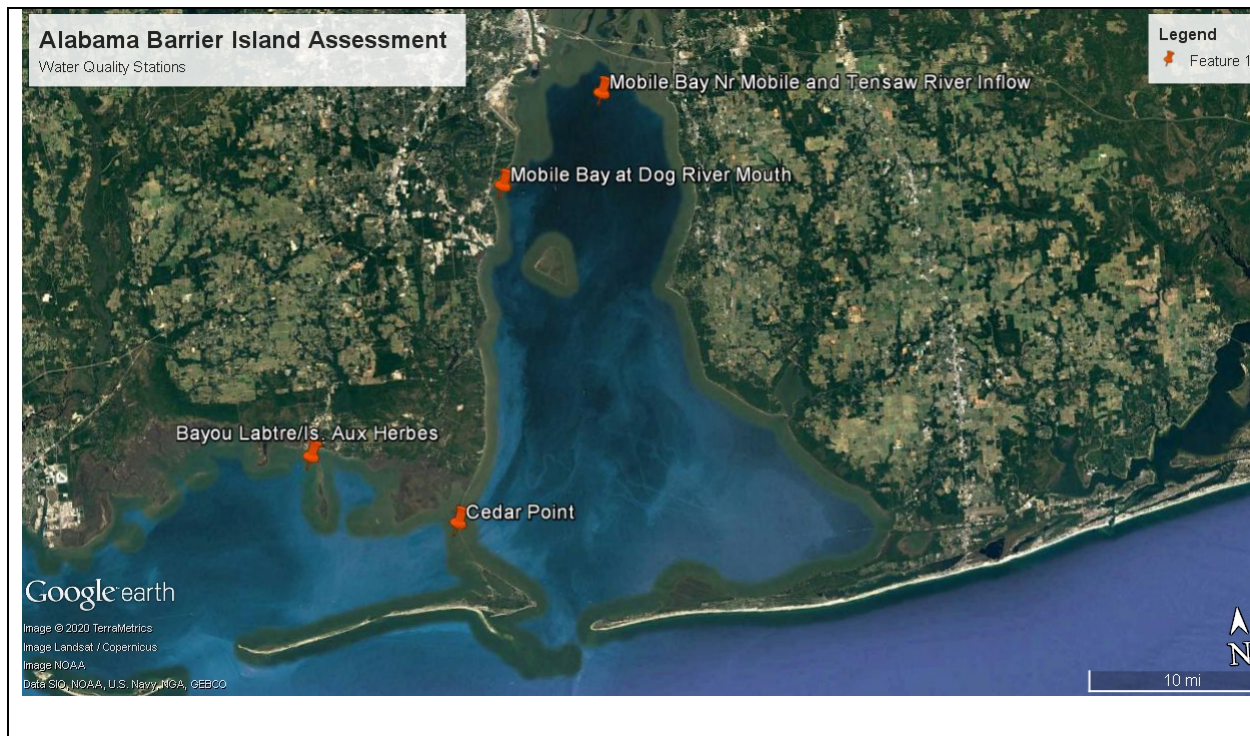 Alabama Barrier Island Assessment
Water Quality Stations
Legend
Feature 1
Mobile Bay Nr Mobile and Tensaw River Inflow
Mobile Bay at Dog River Mouth
Bayou Labtre/Is. Aux Herbes
Cedar Point
Google earth
Image © 2020 TerraMetrics
Image Landsat / Copernicus
Image NOAA
Data SIO, NOAA, U.S. Navy, NGA, GEBCO
N
10 mi